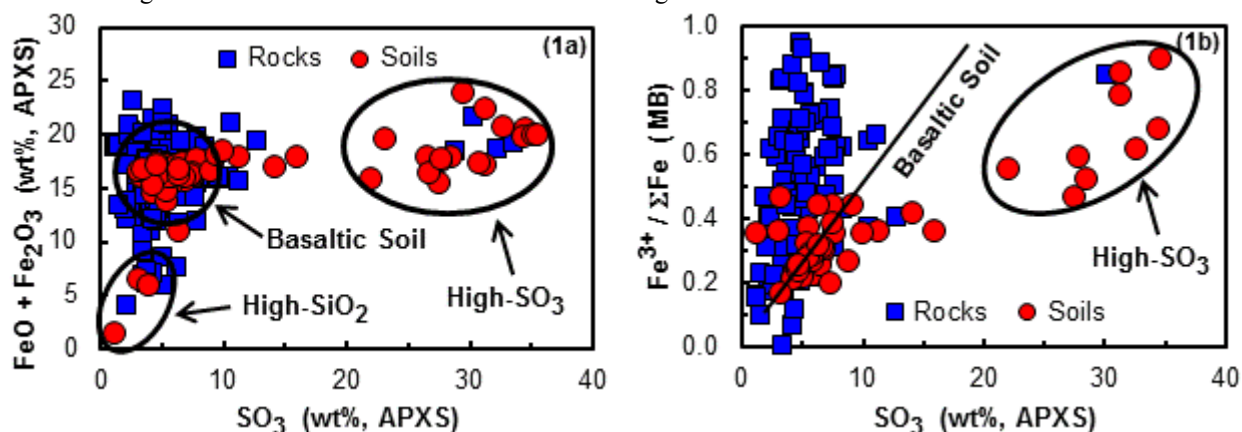 30
25
20
15
10
5
0
FeO + Fe2O3 (wt%, APXS)
Rocks Soils
(1a)
Basaltic Soil
High-SiO2
High-SO3
0 10 20 30 40
SO3 (wt%, APXS)
1.0
0.8
0.6
0.4
0.2
0.0
Fe3+ / ΣFe (MB)
(1b)
Basaltic Soil
High-SO3
Rocks Soils
0 10 20 30 40
SO3 (wt%, APXS)